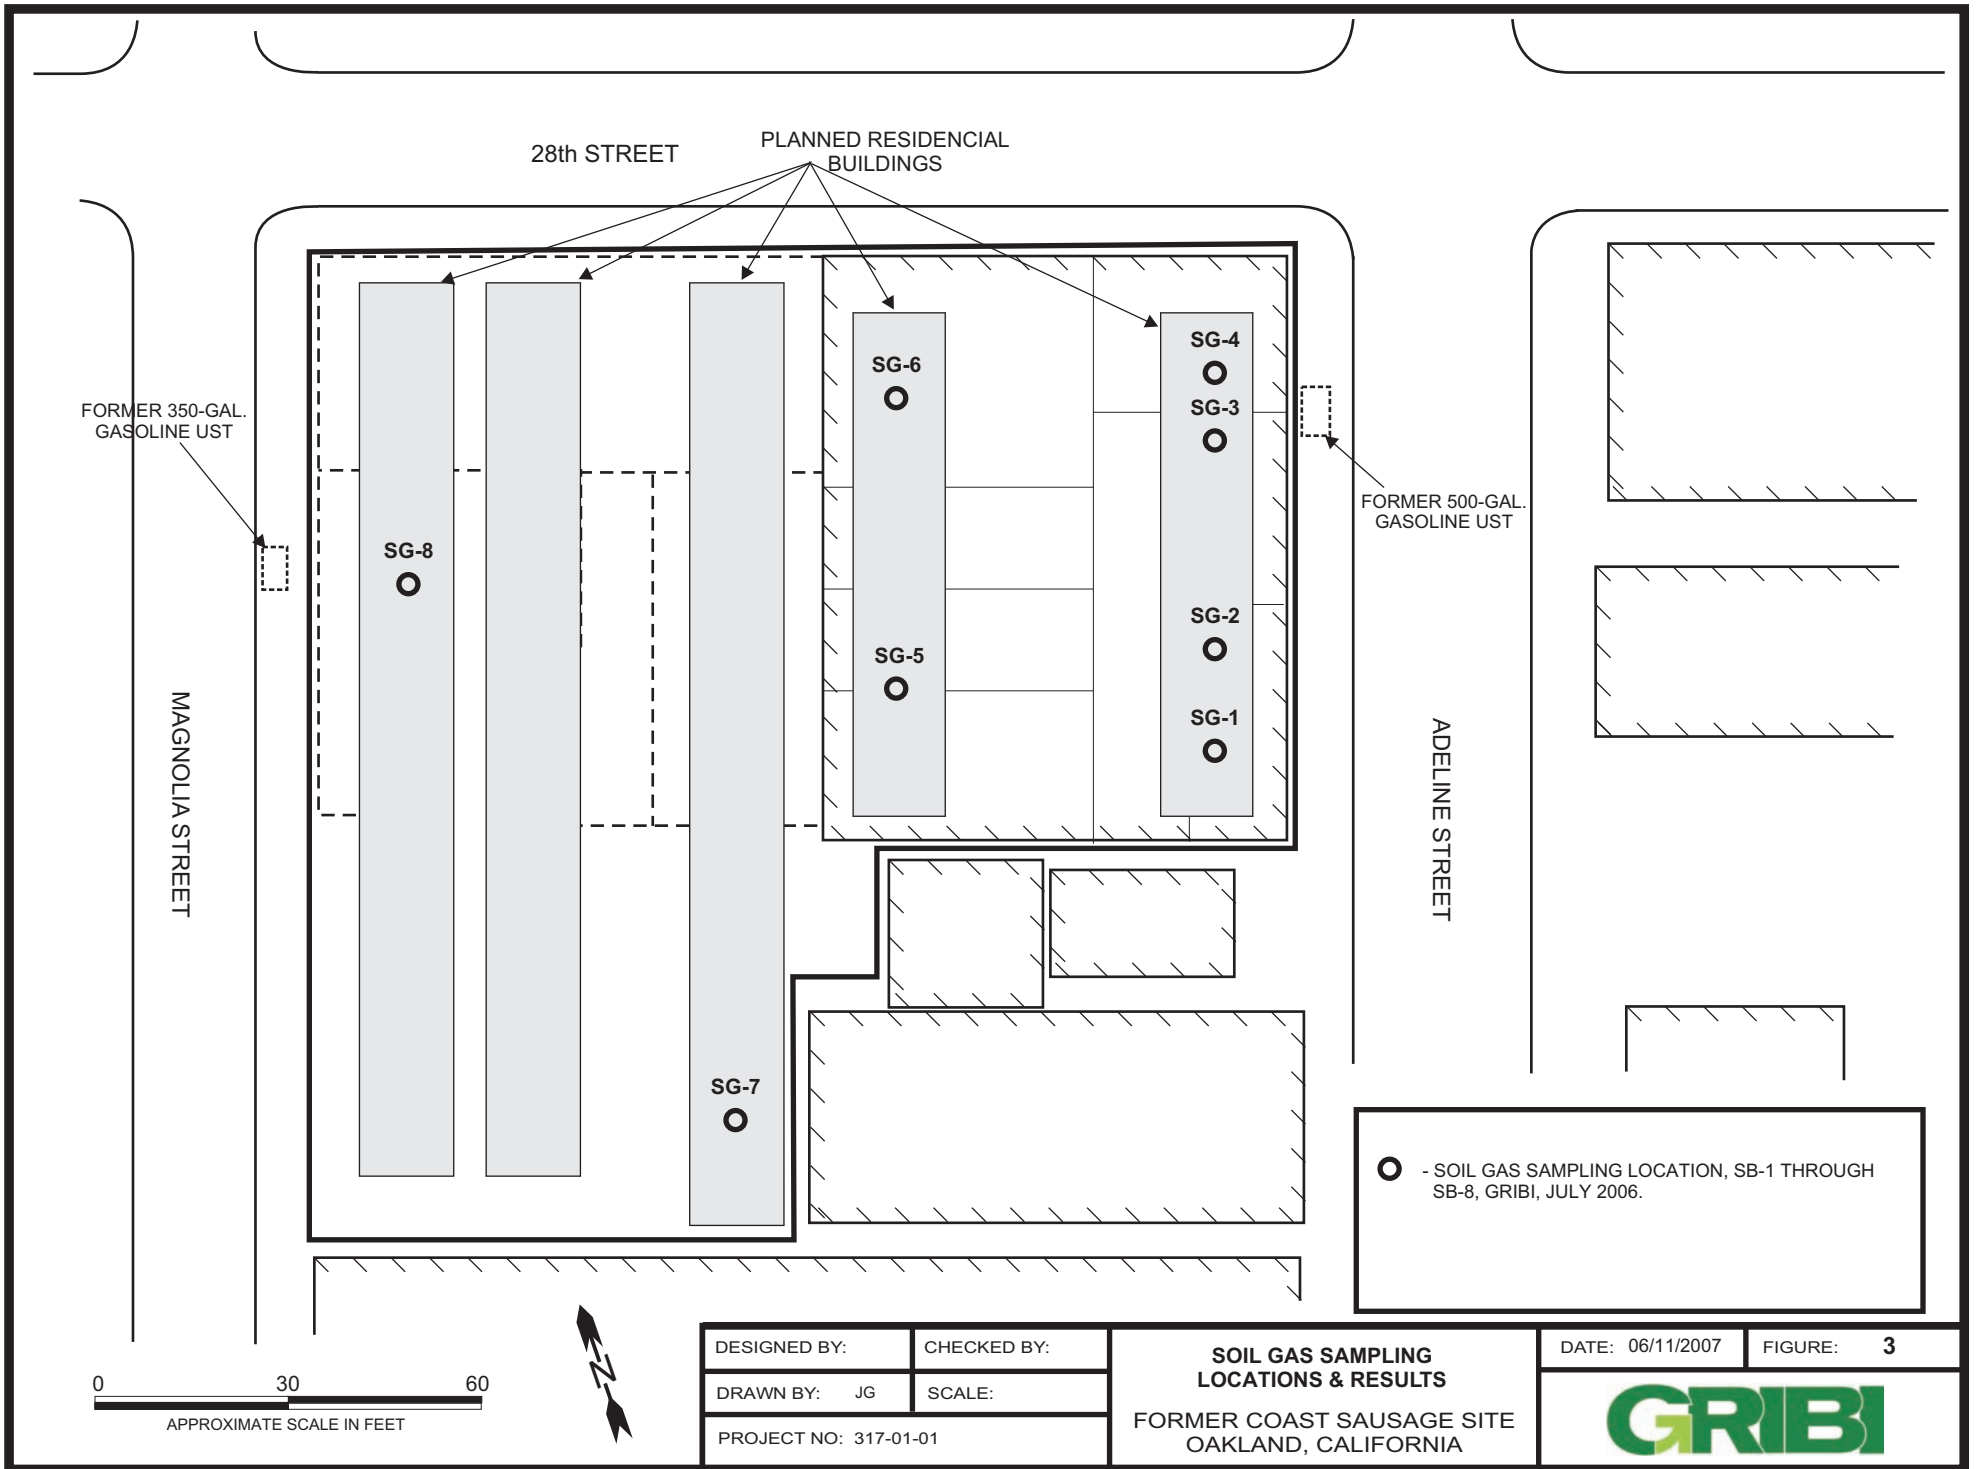 28th STREET
PLANNED RESIDENCIAL
BUILDINGS
SG-4
SG-6
SG-3
FORMER 350-GAL.
GASOLINE UST
FORMER 500-GAL.
GASOLINE UST
SG-8
SG-2
SG-5
SG-1
MAGNOLIA STREET
ADELINE STREET
SG-7
- SOIL GAS SAMPLING LOCATION, SB-1 THROUGH
SB-8, GRIBI, JULY 2006.
0 30 60
APPROXIMATE SCALE IN FEET
N
DESIGNED BY:
CHECKED BY:
DRAWN BY: JG
SCALE:
PROJECT NO: 317-01-01
SOIL GAS SAMPLING
LOCATIONS & RESULTS
FORMER COAST SAUSAGE SITE
OAKLAND, CALIFORNIA
DATE: 06/11/2007
FIGURE: 3
GRIBI